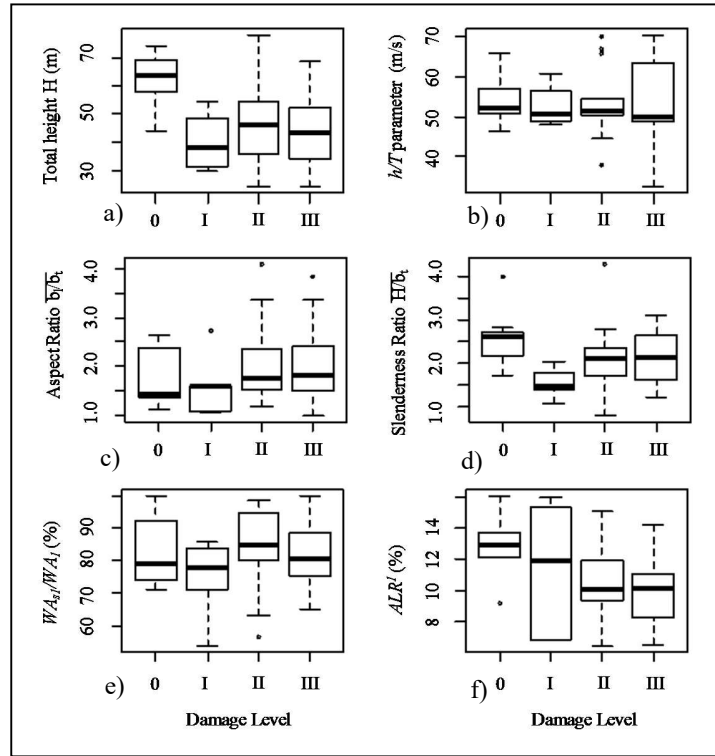 Total height H (m)
70
50
30
a)
0 I II III
h/T parameter (m/s)
70
60
50
40
b)
0 I II III
Aspect Ratio b̅l̅/b̅t̅
4.0
3.0
2.0
1.0
c)
0 I II III
Slenderness Ratio H̅/b̅t̅
4.0
3.0
2.0
1.0
d)
0 I II III
WAs1/WA1 (%)
90
80
70
60
e)
0 I II III
Damage Level
ALR1 (%)
14
12
10
8
f)
0 I II III
Damage Level